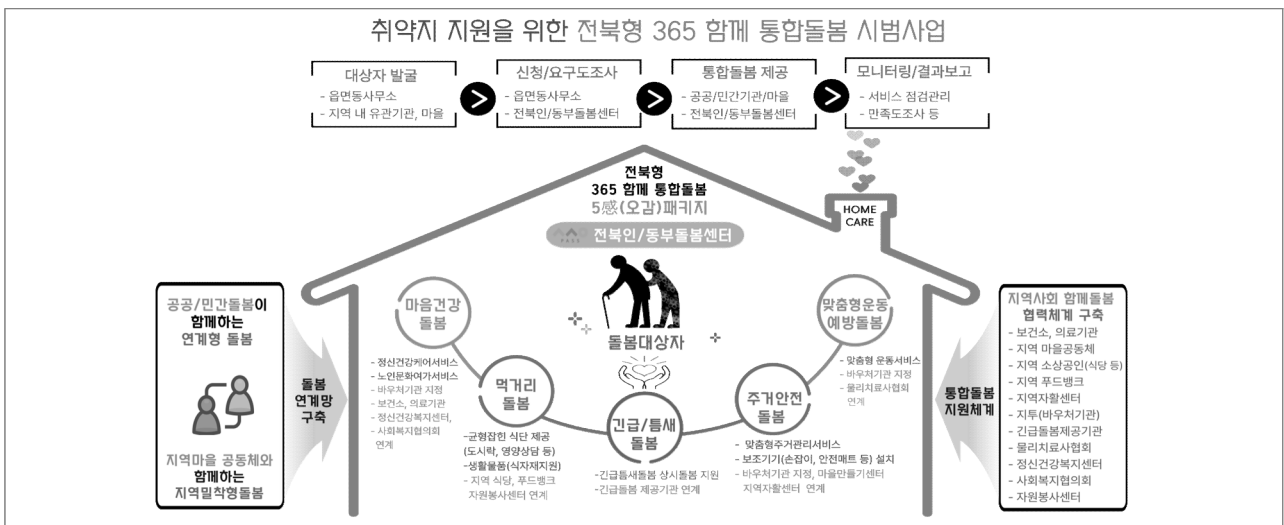 취약지 지원을 위한 전북형 365 함께 통합돌봄 시범사업
대상자 발굴
- 읍면동사무소
- 지역 내 유관기관, 마을
신청/요구도조사
- 읍면동사무소
- 전북인/동부돌봄센터
통합돌봄 제공
- 공공/민간기관/마을
- 전북인/동부돌봄센터
모니터링/결과보고
- 서비스 점검관리
- 만족도조사 등
전북형
365 함께 통합돌봄
5感(오감)패키지
전북인/동부돌봄센터
HOME
CARE
공공/민간돌봄이
함께하는
연계형 돌봄
지역마을 공동체와
함께하는
지역밀착형돌봄
돌봄
연계망
구축
마음건강
돌봄
- 정신건강케어서비스
- 노인문화여가서비스
- 바우처기관 지정
- 보건소, 의료기관
- 정신건강복지센터,
- 사회복지협의회
연계
먹거리
돌봄
-균형잡힌 식단 제공
(도시락, 영양상담 등)
-생활물품(식자재지원)
- 지역 식당, 푸드뱅크
자원봉사센터 연계
돌봄대상자
긴급/틈새
돌봄
-긴급틈새돌봄 상시돌봄 지원
-긴급돌봄 제공기관 연계
주거안전
돌봄
- 맞춤형주거관리서비스
- 보조기기(손잡이, 안전매트 등) 설치
- 바우처기관 지정, 마을만들기센터
지역자활센터 연계
맞춤형운동
예방돌봄
- 맞춤형 운동서비스
- 바우처기관 지정
- 물리치료사협회
연계
통합돌봄
지원체계
지역사회 함께돌봄
협력체계 구축
- 보건소, 의료기관
- 지역 마을공동체
- 지역 소상공인(식당 등)
- 지역 푸드뱅크
- 지역자활센터
- 지투(바우처기관)
- 긴급돌봄제공기관
- 물리치료사협회
- 정신건강복지센터
- 사회복지협의회
- 자원봉사센터